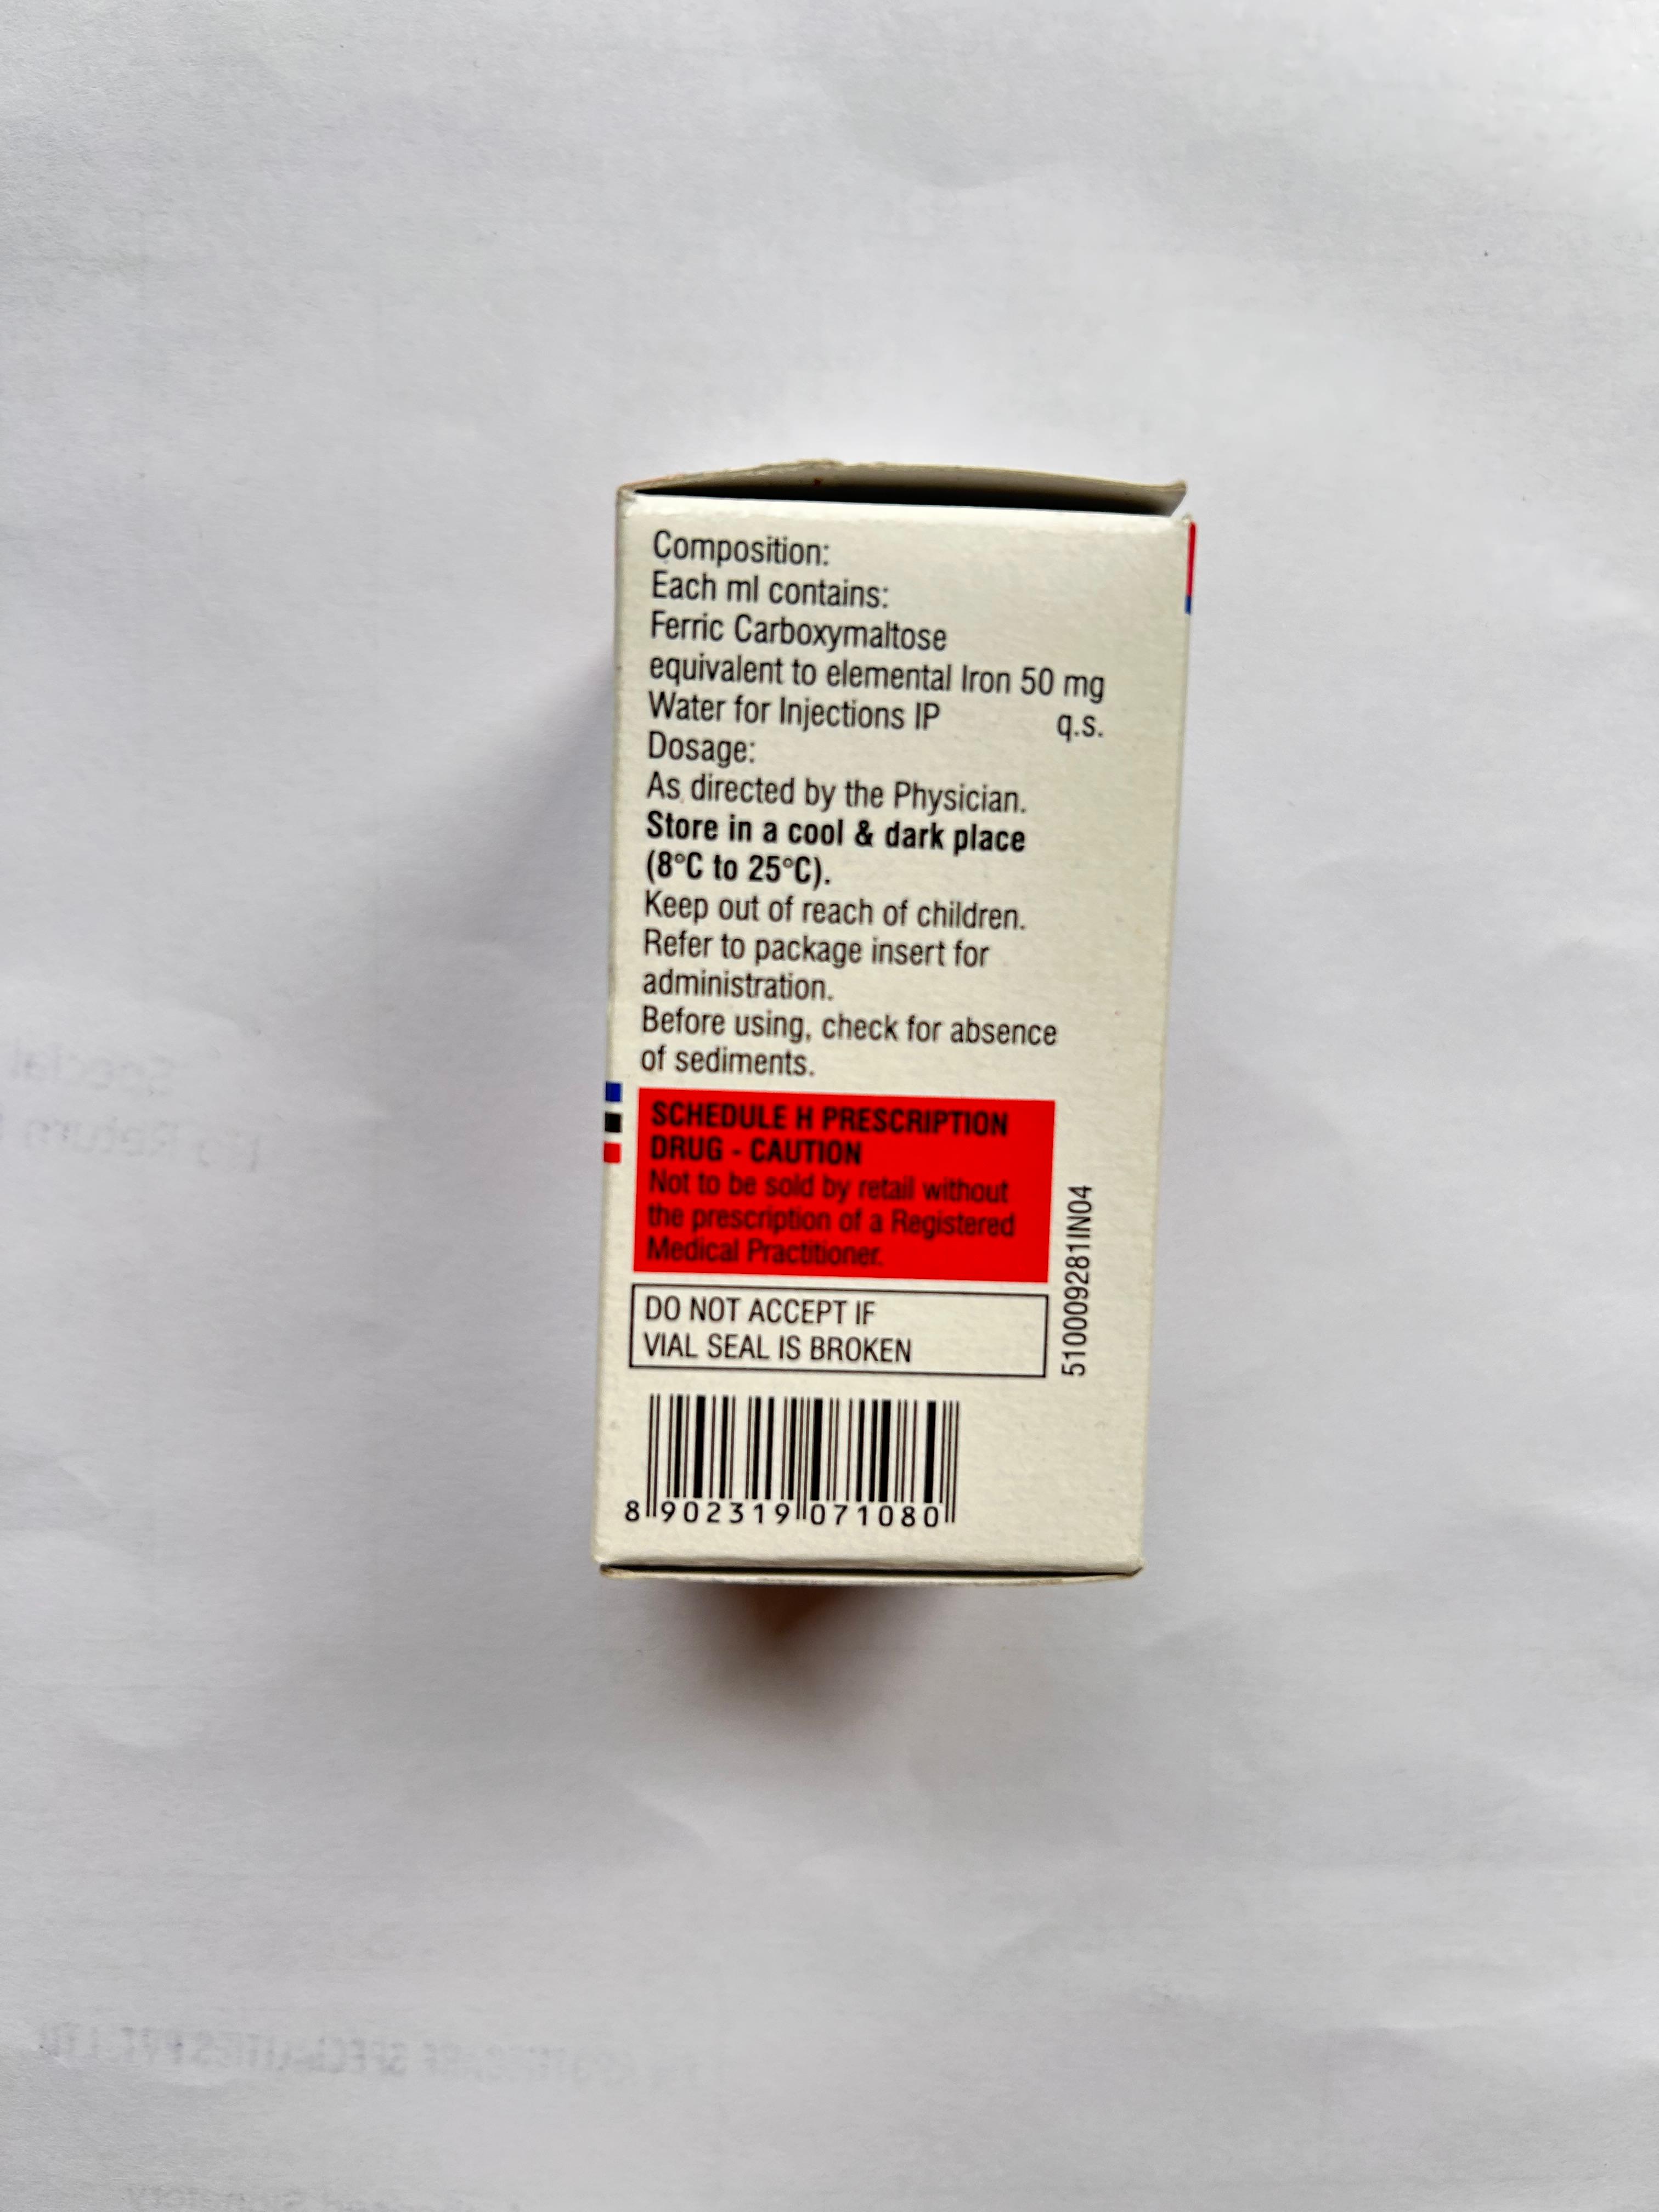 Composition:
Each ml contains:
Ferric Carboxymaltose
equivalent to elemental Iron 50 mg
Water for Injections IP q.s.
Dosage:
As directed by the Physician.
Store in a cool & dark place
(8°C to 25°C).
Keep out of reach of children.
Refer to package insert for
administration.
Before using, check for absence
of sediments.
SCHEDULE H PRESCRIPTION
DRUG - CAUTION
Not to be sold by retail without
the prescription of a Registered
Medical Practitioner.
DO NOT ACCEPT IF
VIAL SEAL IS BROKEN
510009281IN04
8 902319 071080